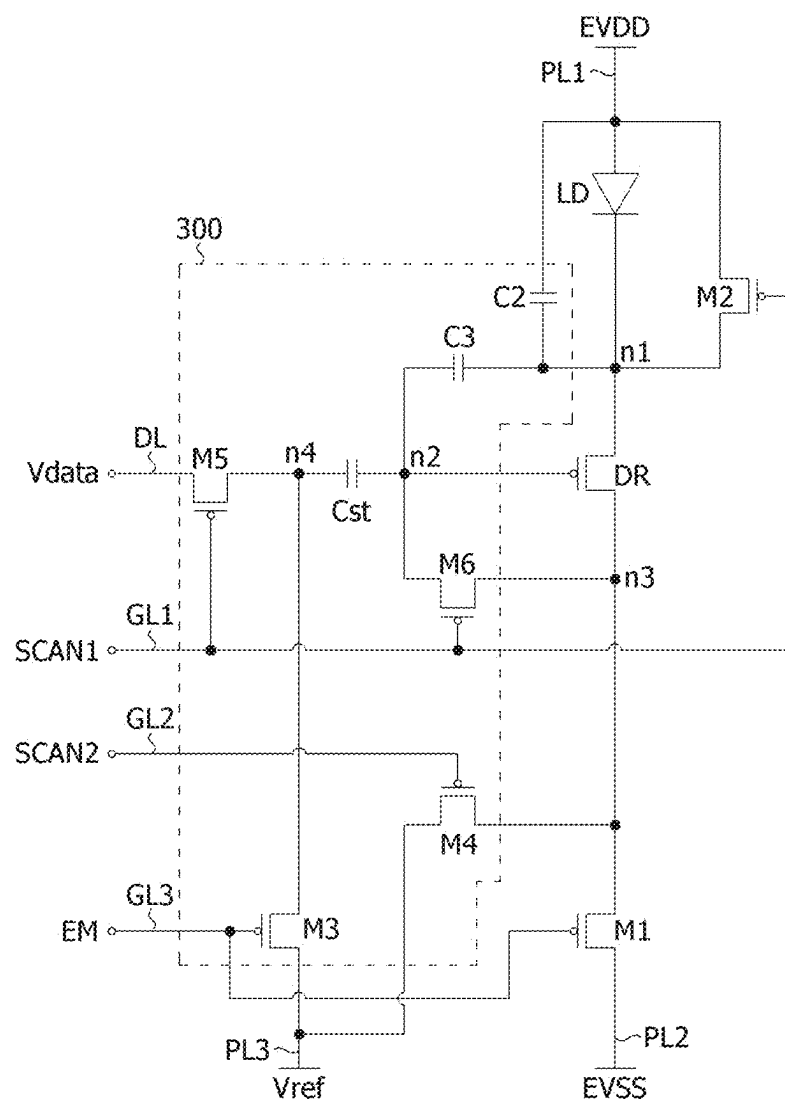 EVDD
PL1
LD
300
C2
M2
C3
n1
DL
M5
n4
n2
Vdata
Cst
DR
M6
n3
GL1
SCAN1
GL2
SCAN2
M4
GL3
EM
M3
M1
PL3
PL2
Vref
EVSS